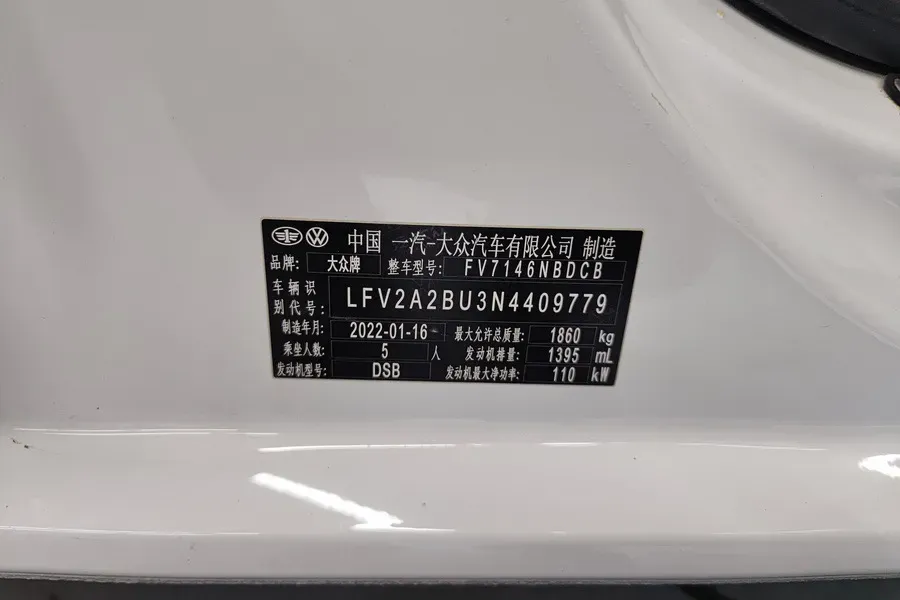 中国 一汽-大众汽车有限公司 制造
品牌: 大众牌 整车型号: FV7146NBDCB
车辆识别代号: LFV2A2BU3N4409779
制造年月: 2022-01-16 最大允许总质量: 1860 kg
乘坐人数: 5 人 发动机排量: 1395 mL
发动机型号: DSB 发动机最大净功率: 110 kW